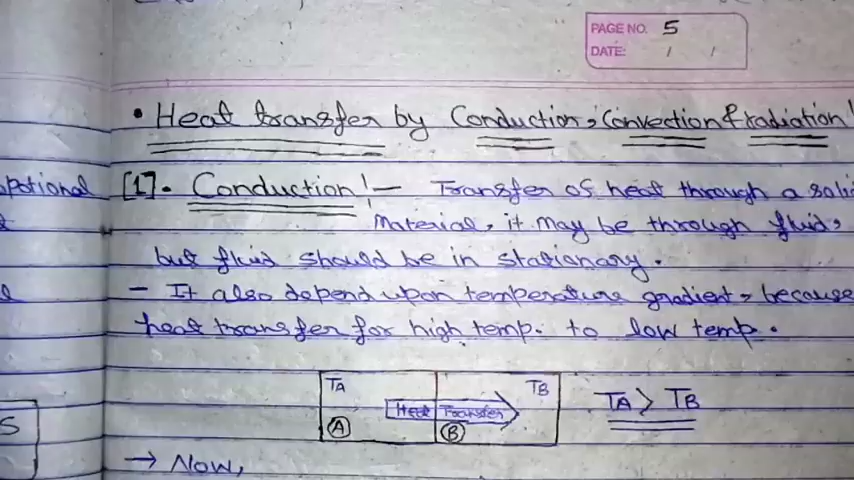 PAGE NO. 5
DATE: / /
• Heat transfer by Conduction, Convection & radiation!
[1]. Conduction!— Transfer of heat through a solid
Material, it may be through fluid,
but fluid should be in stationary.
- It also depend upon temperature gradient, because
heat transfer for high temp. to low temp.
TA TB
Heat Transfer TA > TB
A B
→ Now,
S